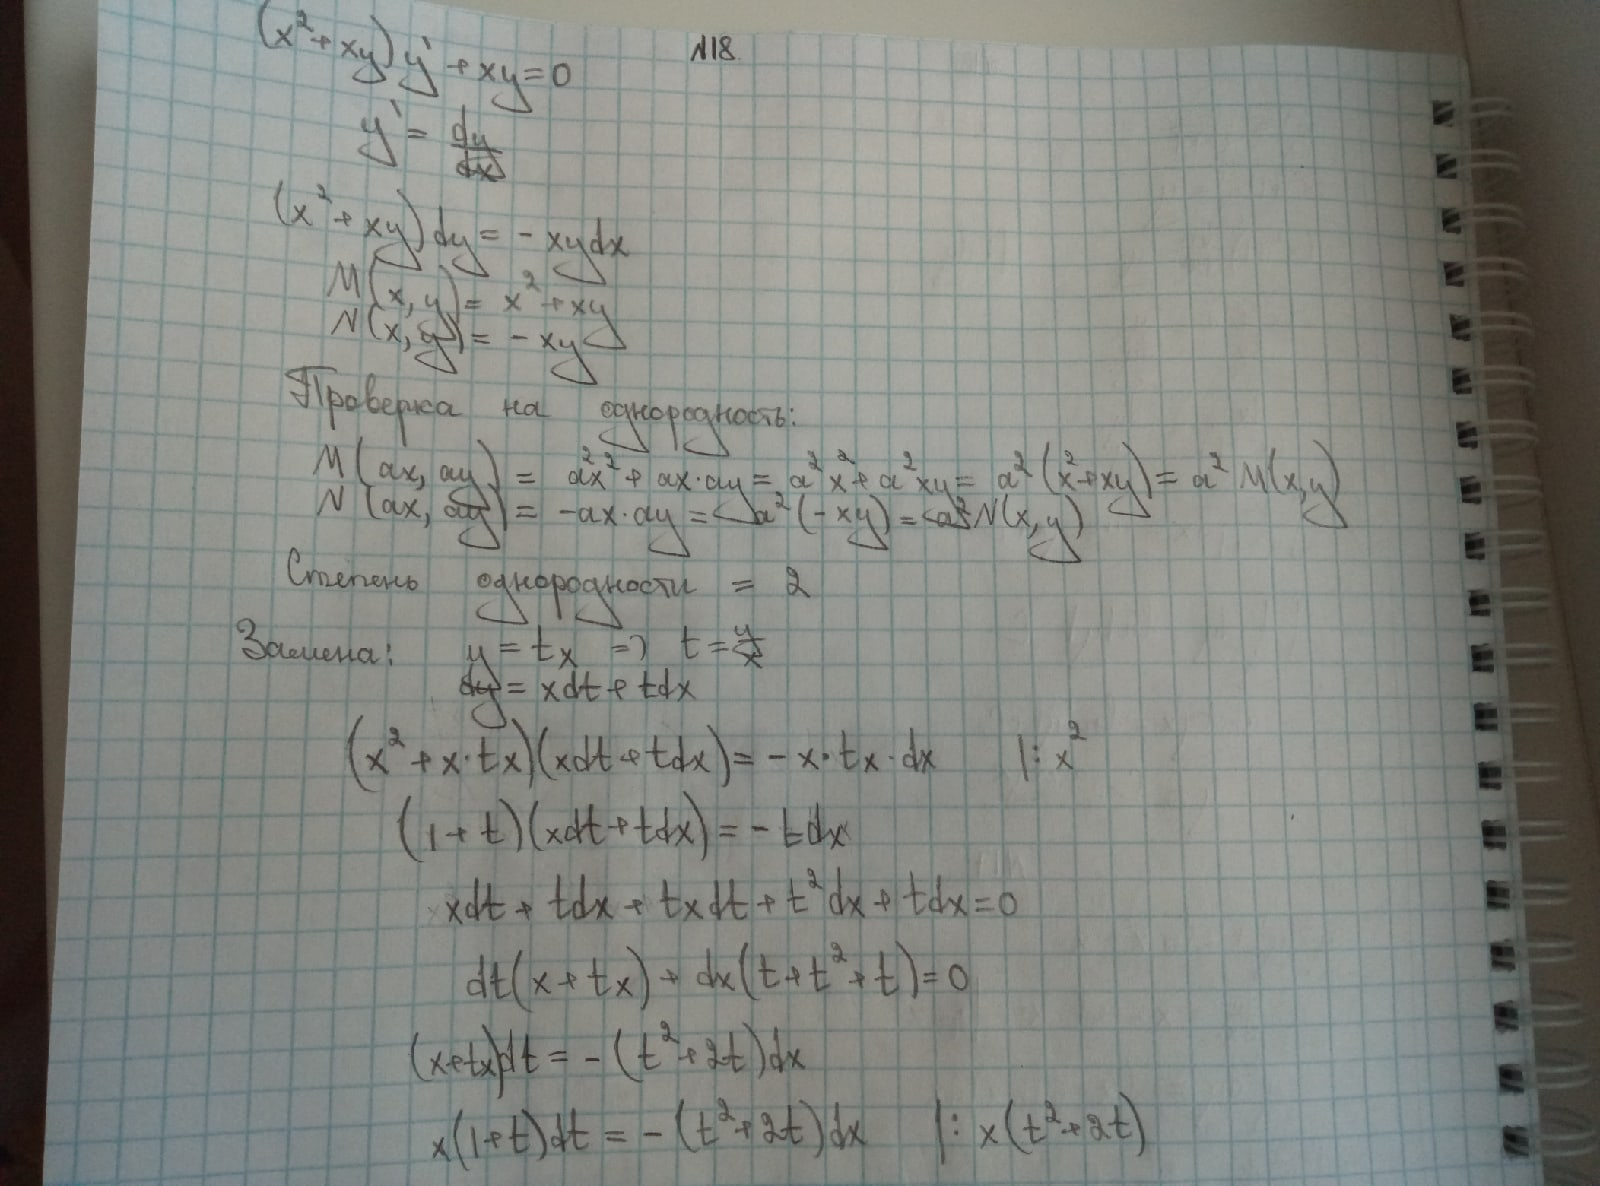 №18
(x²+xy)y'+xy=0
y'=dy/dx
(x²+xy)dy=-xydx
M(x,y)=x²+xy
N(x,y)=-xy
Проверка на однородность:
M(ax, ay) = a²x²+ax·ay=a²x²+a²xy=a²(x²+xy)=a² M(x,y)
N(ax, ay) = -ax·ay = a²(-xy) = a²N(x,y)
Степень однородности = 2
Замена: y=tx => t=y/x
dy=xdt+tdx
(x²+x·tx)(xdt+tdx)=-x·tx·dx |:x²
(1+t)(xdt+tdx)=-tdx
xdt+tdx+txdt+t²dx+tdx=0
dt(x+tx)+dx(t+t²+t)=0
(x+tx)dt=-(t²+2t)dx
x(1+t)dt=-(t²+2t)dx |:x(t²+2t)